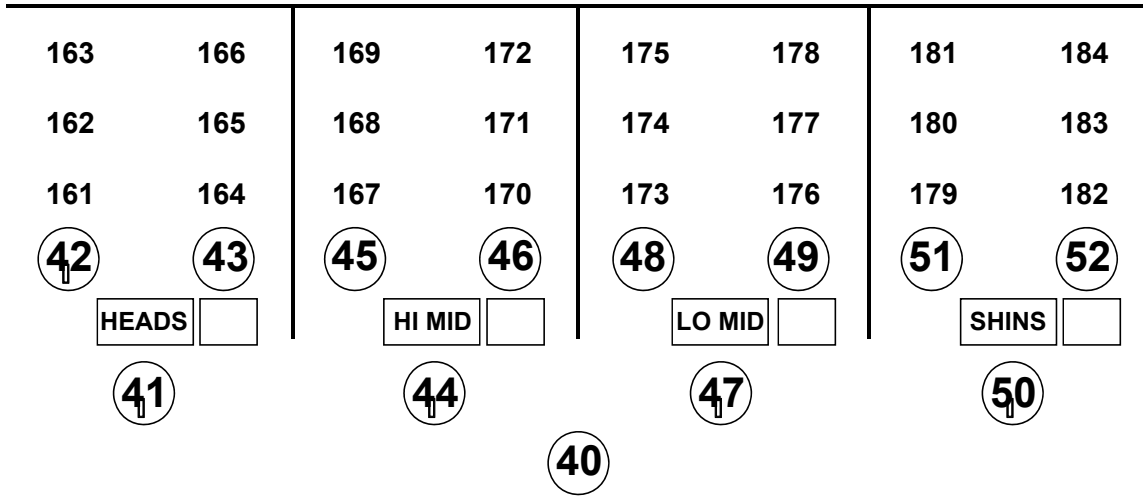 163 166 169 172 175 178 181 184
162 165 168 171 174 177 180 183
161 164 167 170 173 176 179 182
42 43 45 46 48 49 51 52
HEADS HI MID LO MID SHINS
41 44 47 50
40